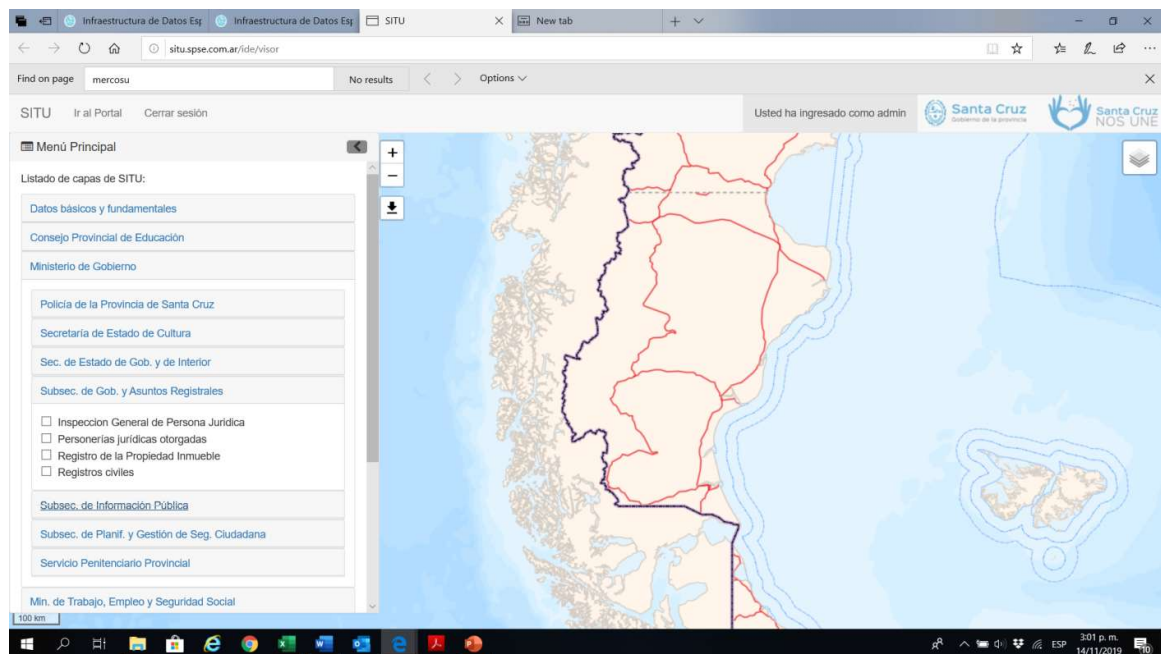 Infraestructura de Datos Esp
Infraestructura de Datos Esp
SITU
New tab
situ.spse.com.ar/ide/visor
Find on page
mercosu
No results
Options
SITU
Ir al Portal
Cerrar sesión
Usted ha ingresado como admin
Santa Cruz
Gobierno de la provincia
Santa Cruz
NOS UNE
Menú Principal
Listado de capas de SITU:
Datos básicos y fundamentales
Consejo Provincial de Educación
Ministerio de Gobierno
Policía de la Provincia de Santa Cruz
Secretaría de Estado de Cultura
Sec. de Estado de Gob. y de Interior
Subsec. de Gob. y Asuntos Registrales
Inspeccion General de Persona Juridica
Personerías jurídicas otorgadas
Registro de la Propiedad Inmueble
Registros civiles
Subsec. de Información Pública
Subsec. de Planif. y Gestión de Seg. Ciudadana
Servicio Penitenciario Provincial
Min. de Trabajo, Empleo y Seguridad Social
100 km
ESP
3:01 p. m.
14/11/2019
10